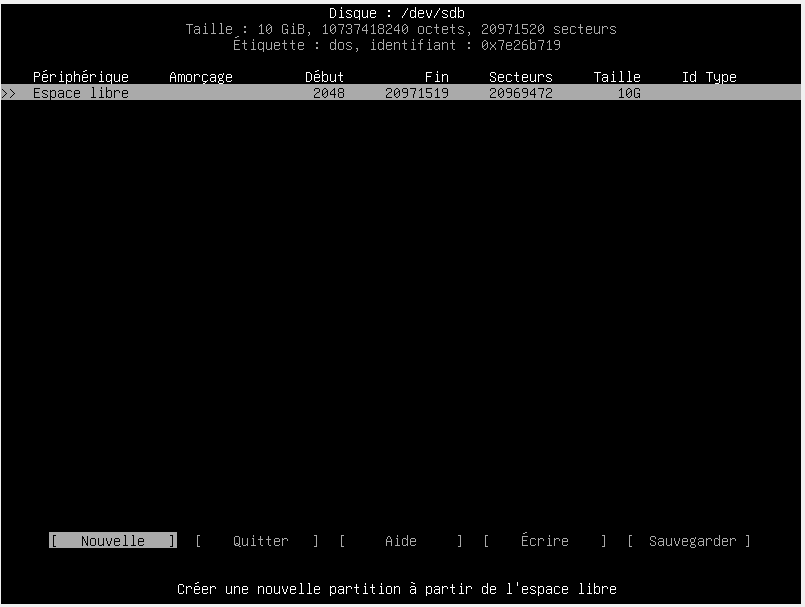 Disque : /dev/sdb
Taille : 10 GiB, 10737418240 octets, 20971520 secteurs
Étiquette : dos, identifiant : 0x7e26b719
Périphérique Amorçage Début Fin Secteurs Taille Id Type
>> Espace libre 2048 20971519 20969472 10G
[ Nouvelle ] [ Quitter ] [ Aide ] [ Écrire ] [ Sauvegarder ]
Créer une nouvelle partition à partir de l'espace libre